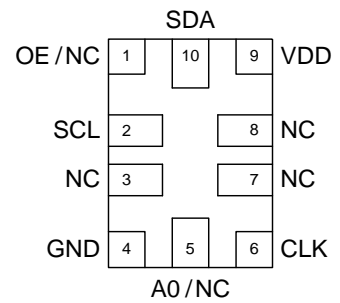 SDA
OE/NC 1 10 9 VDD
SCL 2 8 NC
NC 3 7 NC
GND 4 5 6 CLK
A0/NC